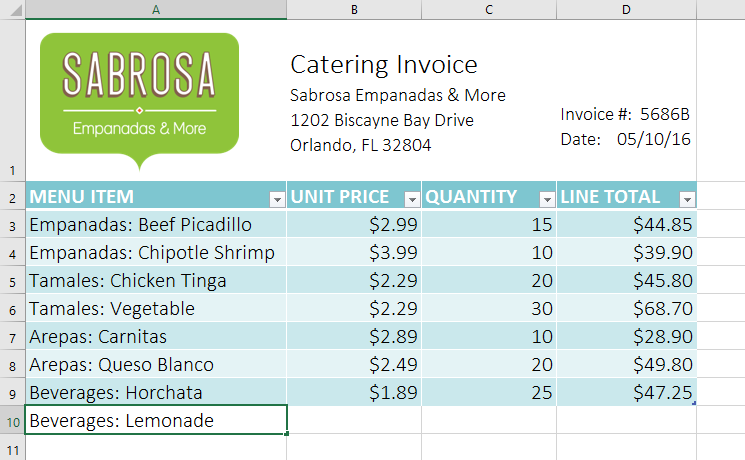 A B C D
SABROSA
Empanadas & More
Catering Invoice
Sabrosa Empanadas & More
1202 Biscayne Bay Drive
Orlando, FL 32804
Invoice #: 5686B
Date: 05/10/16
1
2 MENU ITEM UNIT PRICE QUANTITY LINE TOTAL
3 Empanadas: Beef Picadillo $2.99 15 $44.85
4 Empanadas: Chipotle Shrimp $3.99 10 $39.90
5 Tamales: Chicken Tinga $2.29 20 $45.80
6 Tamales: Vegetable $2.29 30 $68.70
7 Arepas: Carnitas $2.89 10 $28.90
8 Arepas: Queso Blanco $2.49 20 $49.80
9 Beverages: Horchata $1.89 25 $47.25
10 Beverages: Lemonade
11